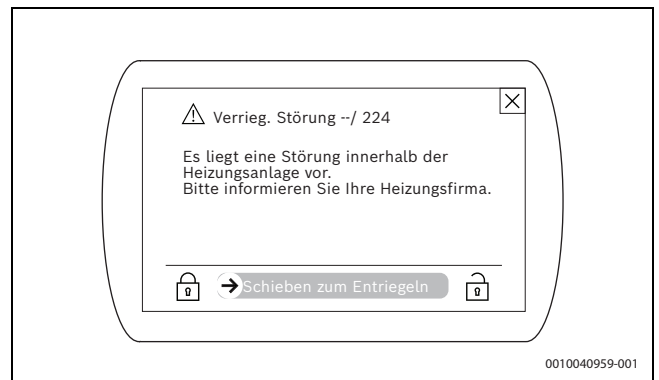 Verrieg. Störung --/ 224
Es liegt eine Störung innerhalb der
Heizungsanlage vor.
Bitte informieren Sie Ihre Heizungsfirma.
Schieben zum Entriegeln
0010040959-001